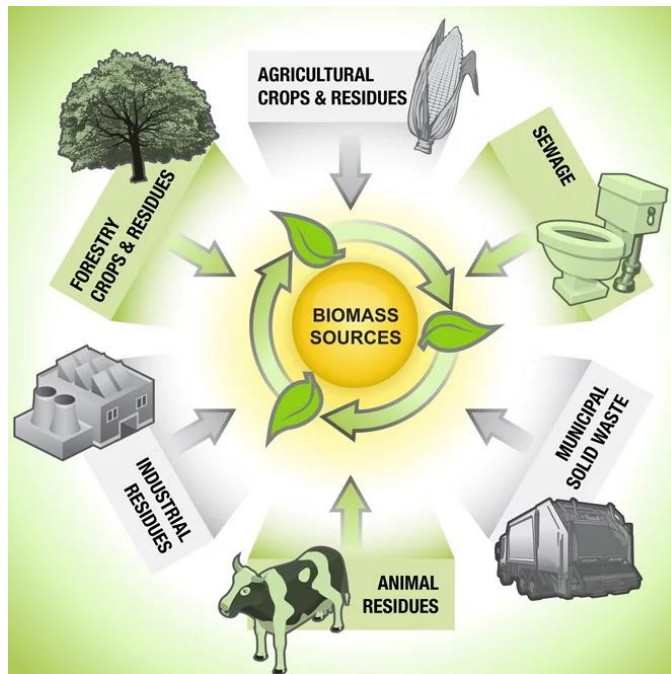 AGRICULTURAL
CROPS & RESIDUES
SEWAGE
FORESTRY
CROPS & RESIDUES
BIOMASS
SOURCES
MUNICIPAL
SOLID WASTE
INDUSTRIAL
RESIDUES
ANIMAL
RESIDUES